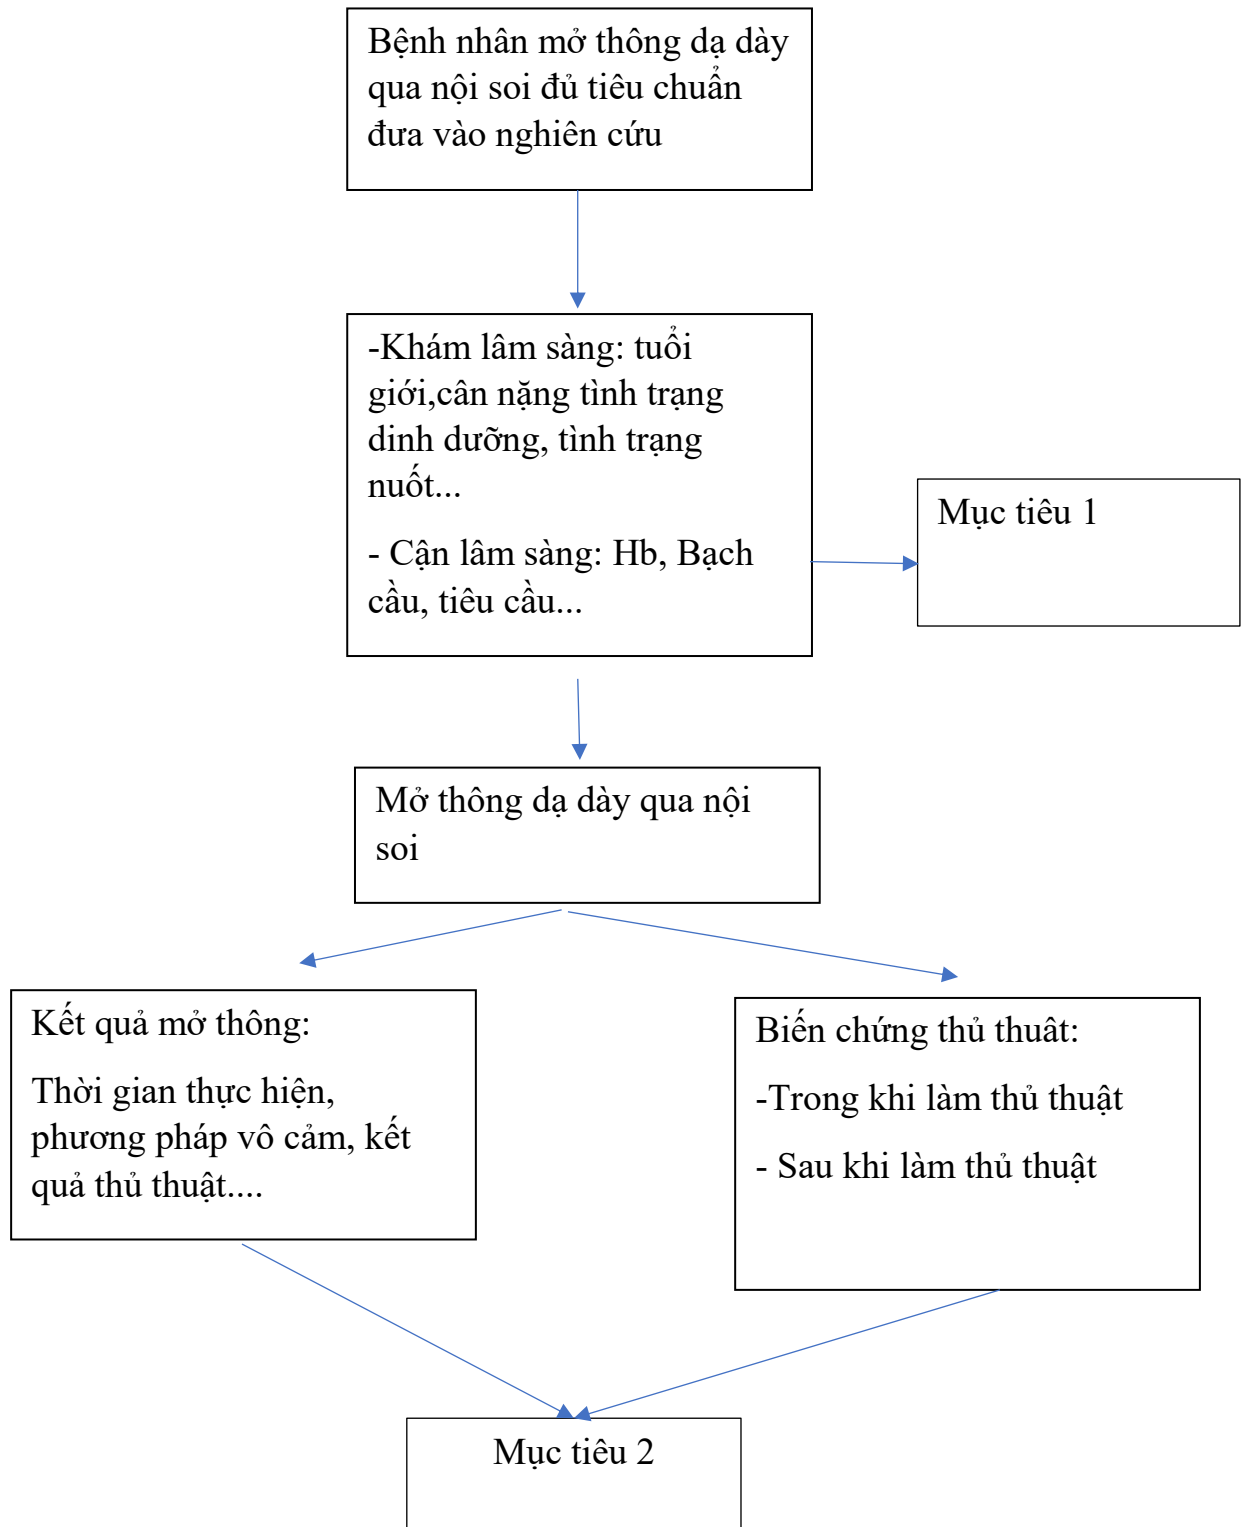 Bệnh nhân mở thông dạ dày
qua nội soi đủ tiêu chuẩn
đưa vào nghiên cứu
-Khám lâm sàng: tuổi
giới,cân nặng tình trạng
dinh dưỡng, tình trạng
nuốt...
- Cận lâm sàng: Hb, Bạch
cầu, tiêu cầu...
Mục tiêu 1
Mở thông dạ dày qua nội
soi
Kết quả mở thông:
Thời gian thực hiện,
phương pháp vô cảm, kết
quả thủ thuật....
Biến chứng thủ thuât:
-Trong khi làm thủ thuật
- Sau khi làm thủ thuật
Mục tiêu 2